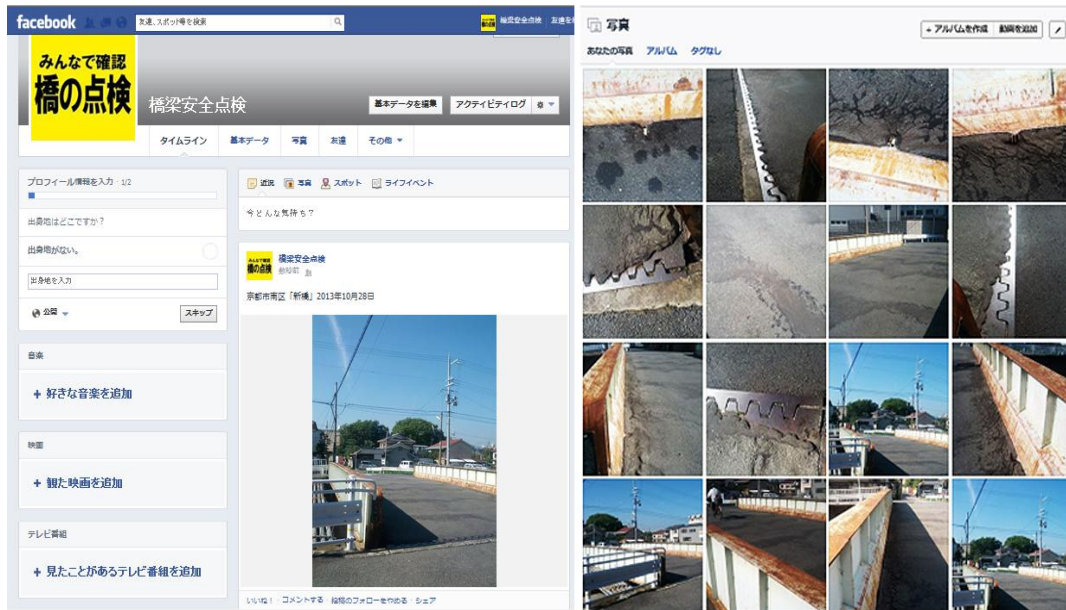 facebook
友達、スポット等を検索
橋梁安全点検
みんなで確認
橋の点検
橋梁安全点検
基本データを編集
アクティビティログ
タイムライン
基本データ
写真
友達
その他
プロフィール情報を入力 · 1/2
出身地はどこですか？
出身地がない。
出身地を入力
公開
スキップ
音楽
+ 好きな音楽を追加
映画
+ 観た映画を追加
テレビ番組
+ 見たことがあるテレビ番組を追加
近況
写真
スポット
ライフイベント
今どんな気持ち？
みんなで確認
橋の点検
橋梁安全点検
京都市南区「新橋」2013年10月28日
いいね！ · コメントする · 投稿のフォローをやめる · シェア
写真
+ アルバムを作成
動画を追加
あなたの写真
アルバム
タグなし